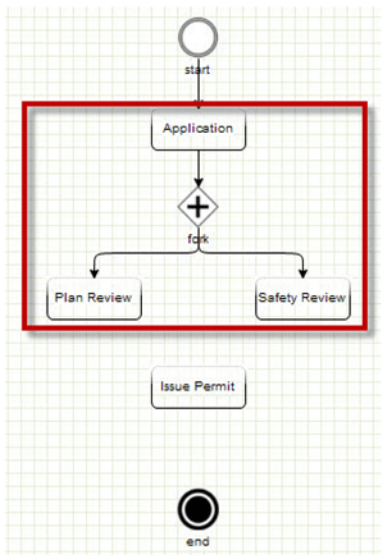 start
Application
fork
Plan Review
Safety Review
Issue Permit
end